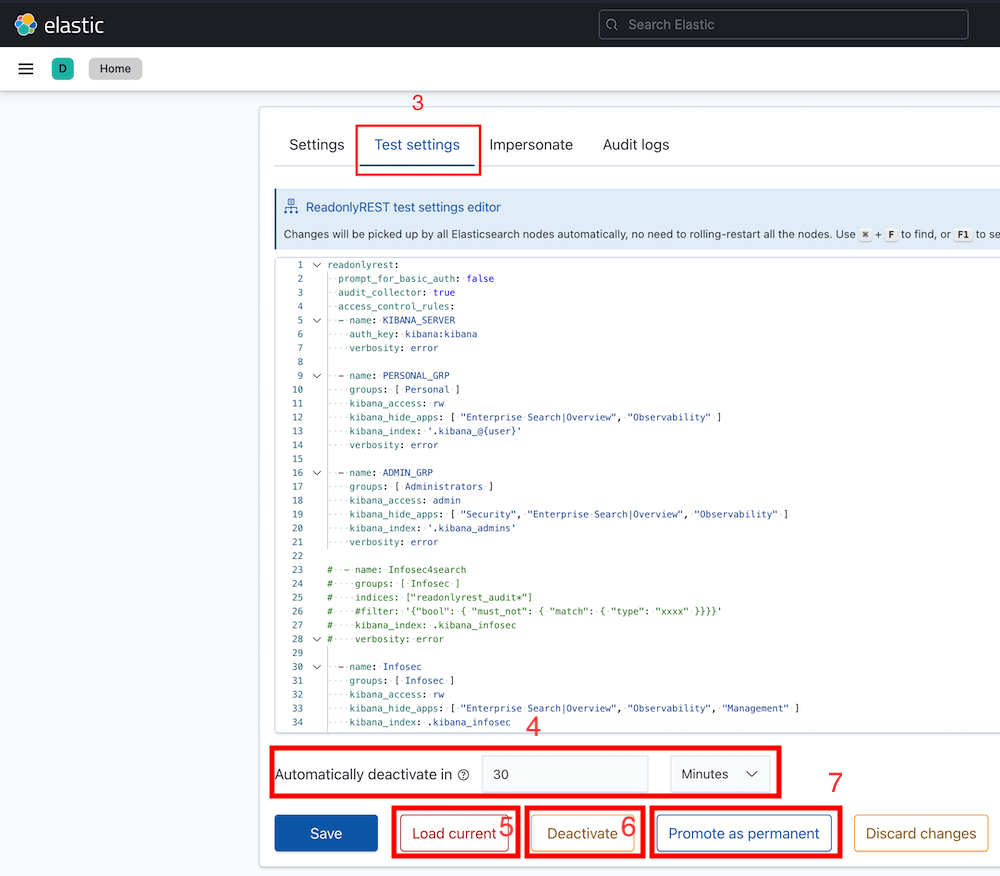 elastic
Search Elastic
D
Home
3
Settings
Test settings
Impersonate
Audit logs
ReadonlyREST test settings editor
Changes will be picked up by all Elasticsearch nodes automatically, no need to rolling-restart all the nodes. Use ⌘ + F to find, or F1 to se
1 readonlyrest:
2 prompt_for_basic_auth: false
3 audit_collector: true
4 access_control_rules:
5 - name: KIBANA_SERVER
6 auth_key: kibana:kibana
7 verbosity: error
8
9 - name: PERSONAL_GRP
10 groups: [ Personal ]
11 kibana_access: rw
12 kibana_hide_apps: [ "Enterprise Search|Overview", "Observability" ]
13 kibana_index: '.kibana_@{user}'
14 verbosity: error
15
16 - name: ADMIN_GRP
17 groups: [ Administrators ]
18 kibana_access: admin
19 kibana_hide_apps: [ "Security", "Enterprise Search|Overview", "Observability" ]
20 kibana_index: '.kibana_admins'
21 verbosity: error
22
23 # - name: Infosec4search
24 # groups: [ Infosec ]
25 # indices: ["readonlyrest_audit*"]
26 # #filter: '{"bool": { "must_not": { "match": { "type": "xxxx" }}}}'
27 # kibana_index: .kibana_infosec
28 # verbosity: error
29
30 - name: Infosec
31 groups: [ Infosec ]
32 kibana_access: rw
33 kibana_hide_apps: [ "Enterprise Search|Overview", "Observability", "Management" ]
34 kibana_index: .kibana_infosec
4
Automatically deactivate in ?
30
Minutes
7
Save
Load current
5
Deactivate
6
Promote as permanent
Discard changes